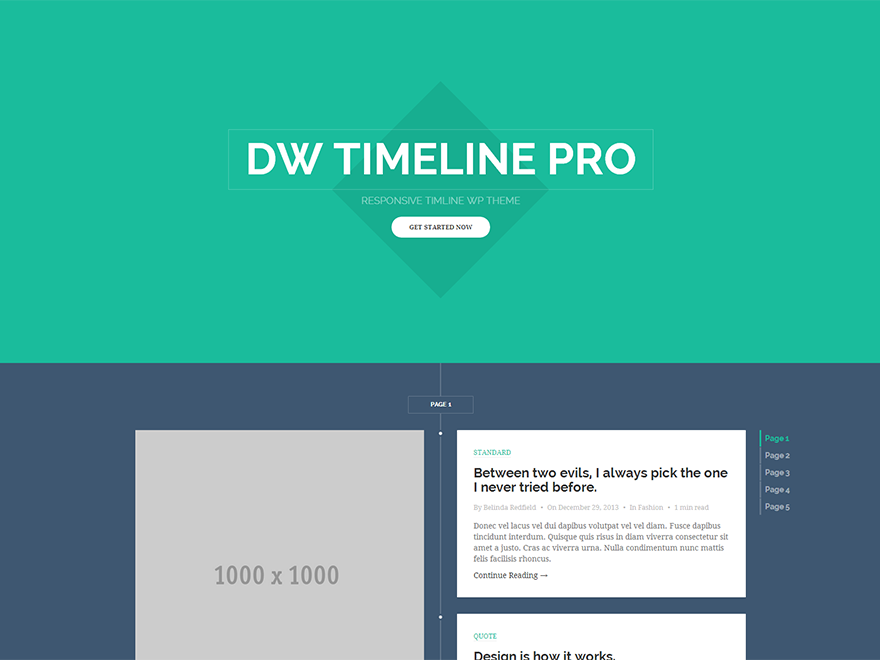 DW TIMELINE PRO
RESPONSIVE TIMLINE WP THEME
GET STARTED NOW
PAGE 1
1000 x 1000
STANDARD
Between two evils, I always pick the one
I never tried before.
By Belinda Redfield • On December 29, 2013 • In Fashion • 1 min read
Donec vel lacus vel dui dapibus volutpat vel vel diam. Fusce dapibus
tincidunt interdum. Quisque quis risus in diam viverra consectetur sit
amet a justo. Cras ac viverra urna. Nulla condimentum nunc mattis
felis facilisis rhoncus.
Continue Reading →
Page 1
Page 2
Page 3
Page 4
Page 5
QUOTE
Design is how it works.